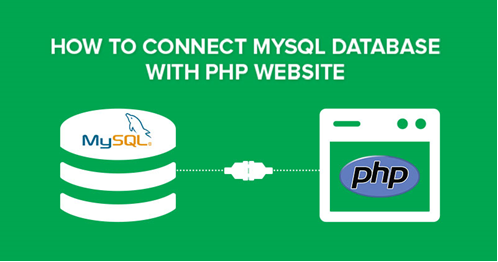 HOW TO CONNECT MYSQL DATABASE
WITH PHP WEBSITE
MySQL®
php